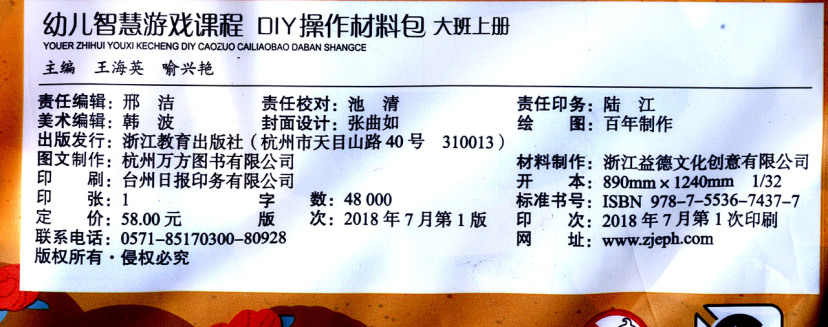 幼儿智慧游戏课程 DIY操作材料包 大班上册
YOUER ZHIHUI YOUXI KECHENG DIY CAOZUO CAILIAOBAO DABAN SHANGCE
主编 王海英 喻兴艳
责任编辑：邢 洁 责任校对：池 清 责任印务：陆 江
美术编辑：韩 波 封面设计：张曲如 绘 图：百年制作
出版发行：浙江教育出版社（杭州市天目山路40号 310013）
图文制作：杭州万方图书有限公司 材料制作：浙江益德文化创意有限公司
印 刷：台州日报印务有限公司 开 本：890mm×1240mm 1/32
印 张：1 字 数：48 000 标准书号：ISBN 978-7-5536-7437-7
定 价：58.00元 版 次：2018年7月第1版 印 次：2018年7月第1次印刷
联系电话：0571-85170300-80928 网 址：www.zjeph.com
版权所有·侵权必究